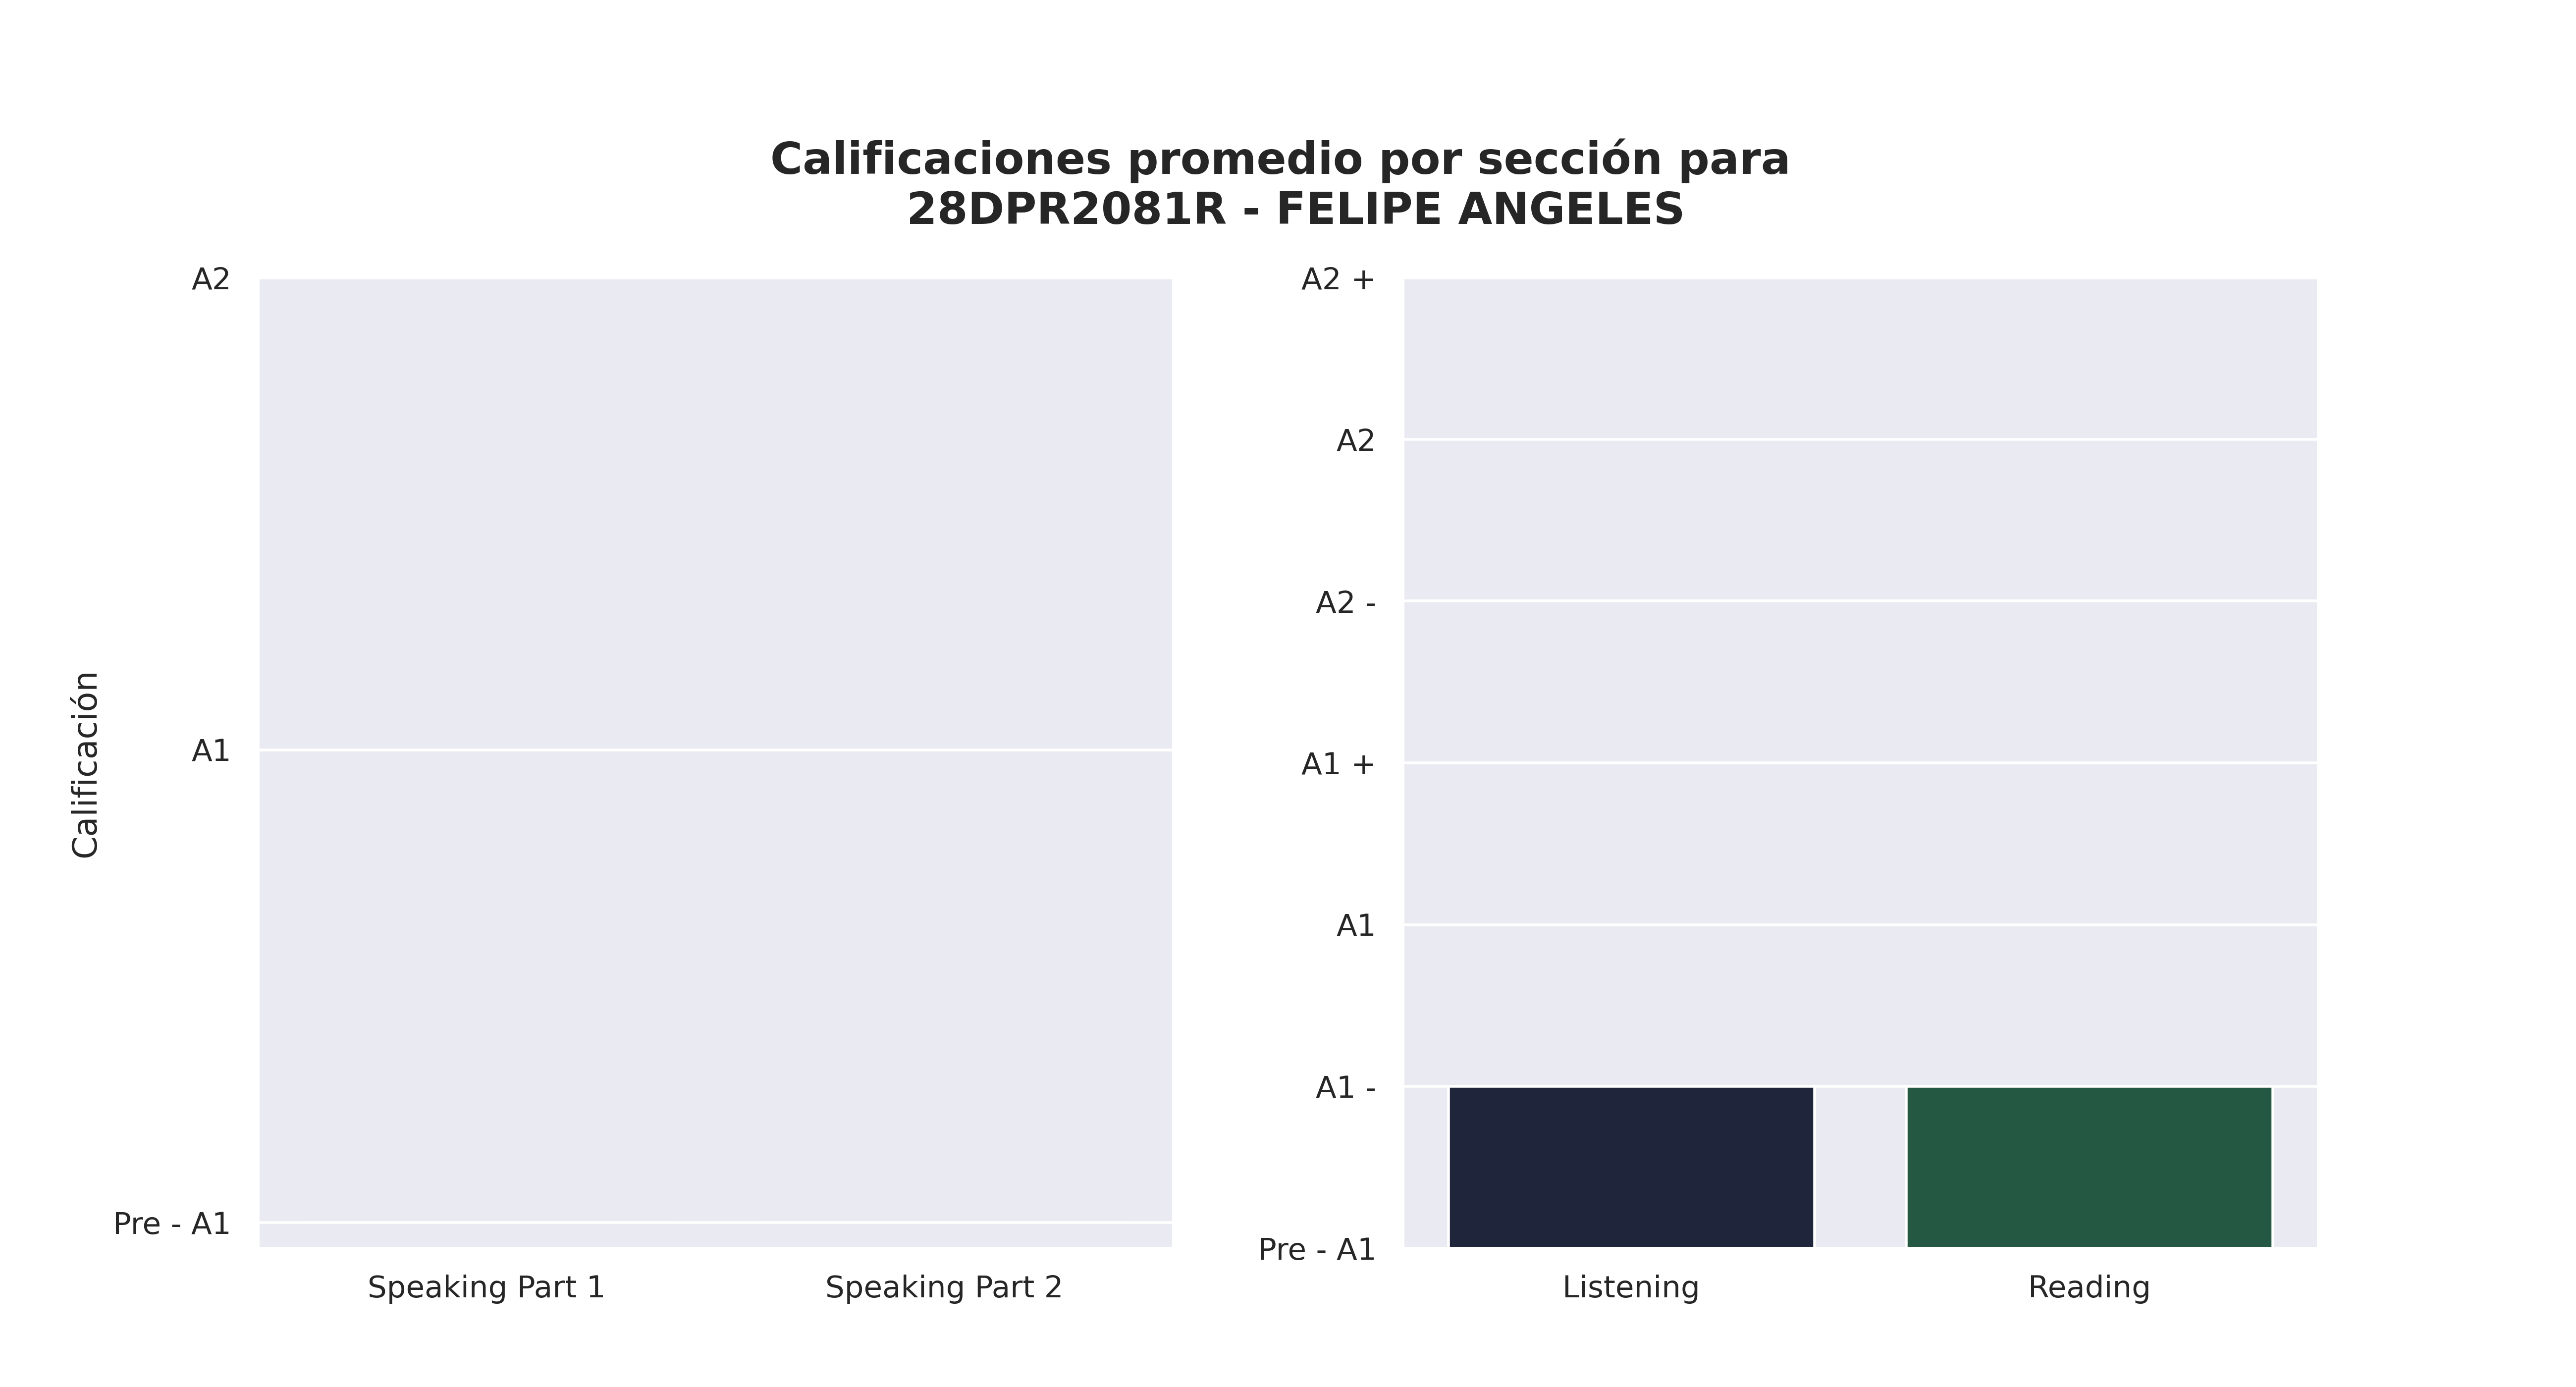 Calificaciones promedio por sección para
28DPR2081R - FELIPE ANGELES
Calificación
A2
A1
Pre - A1
Speaking Part 1
Speaking Part 2
A2 +
A2
A2 -
A1 +
A1
A1 -
Pre - A1
Listening
Reading